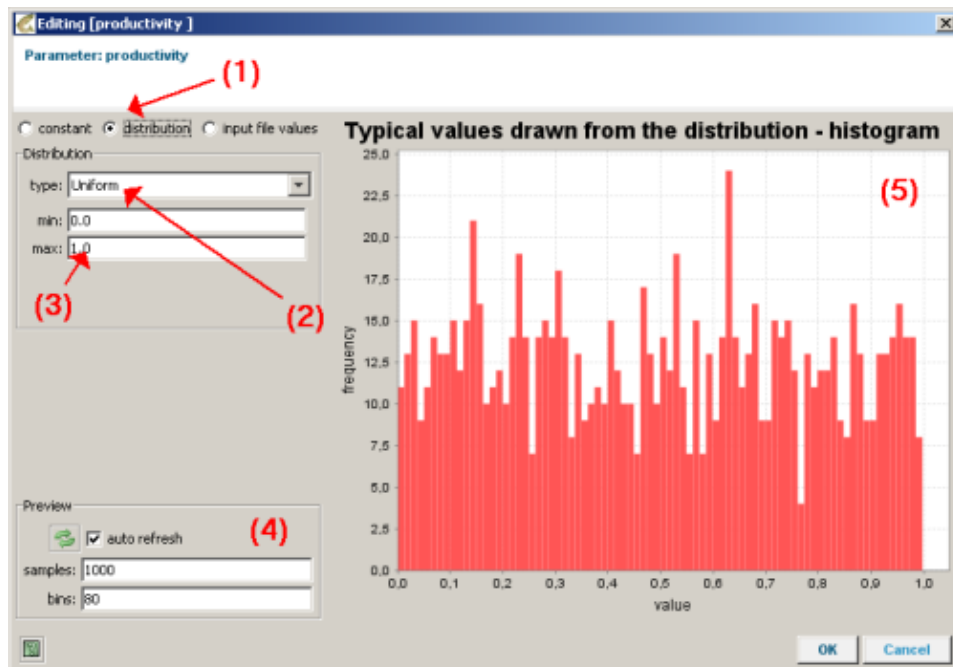 Editing [productivity ]
Parameter: productivity
(1)
constant distribution input file values
Distribution
type: Uniform
min: 0.0
max: 1.0
(3)
(2)
Preview
auto refresh
(4)
samples: 1000
bins: 80
Typical values drawn from the distribution - histogram
(5)
frequency
25,0
22,5
20,0
17,5
15,0
12,5
10,0
7,5
5,0
2,5
0,0
0,0 0,1 0,2 0,3 0,4 0,5 0,6 0,7 0,8 0,9 1,0
value
OK Cancel